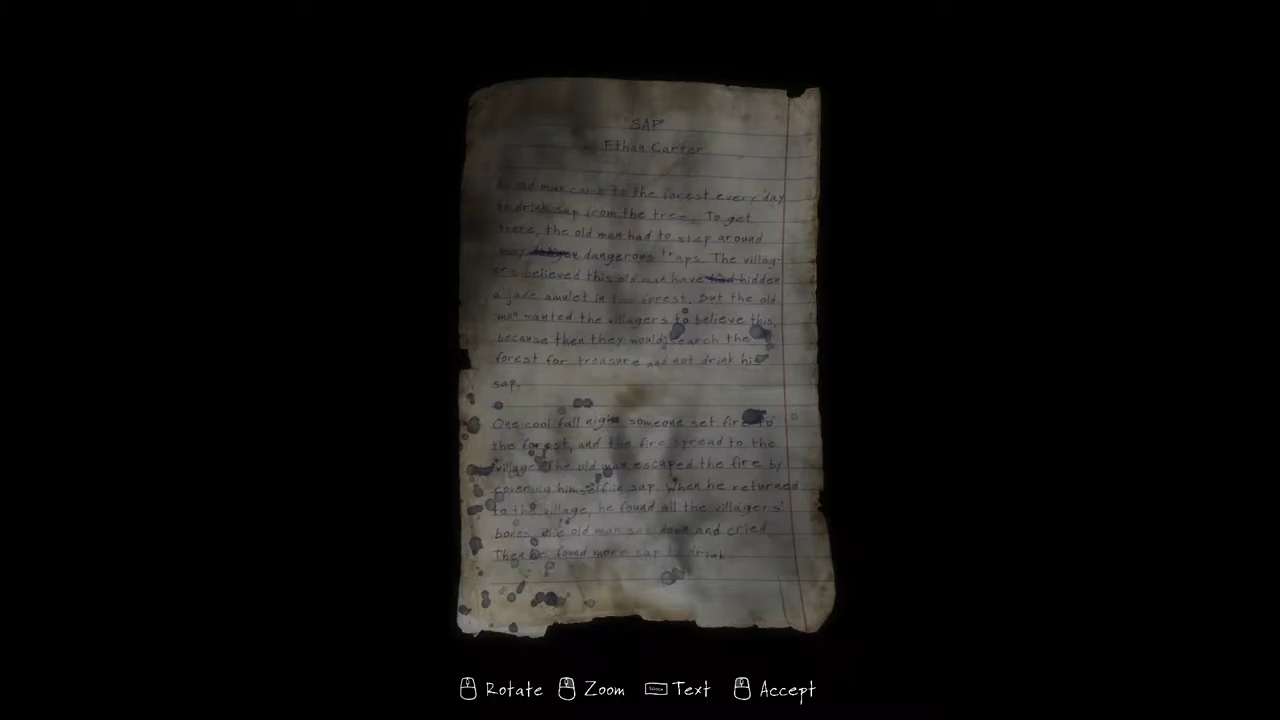 "SAP"
Ethan Carter
old man came to the forest every day
to drink sap from the tree. To get
there, the old man had to step around
many dangerous traps. The villag-
ers believed this old man have had hidden
a jade amulet in the forest. But the old
man wanted the villagers to believe this,
because then they would search the
forest for treasure and not drink his
sap.
One cool fall night someone set fire to
the forest, and the fire spread to the
village. The old man escaped the fire by
covering himself in sap. When he returned
to the village, he found all the villagers'
bones. The old man sat down and cried.
Then he found more sap to drink
Rotate Zoom Text Accept